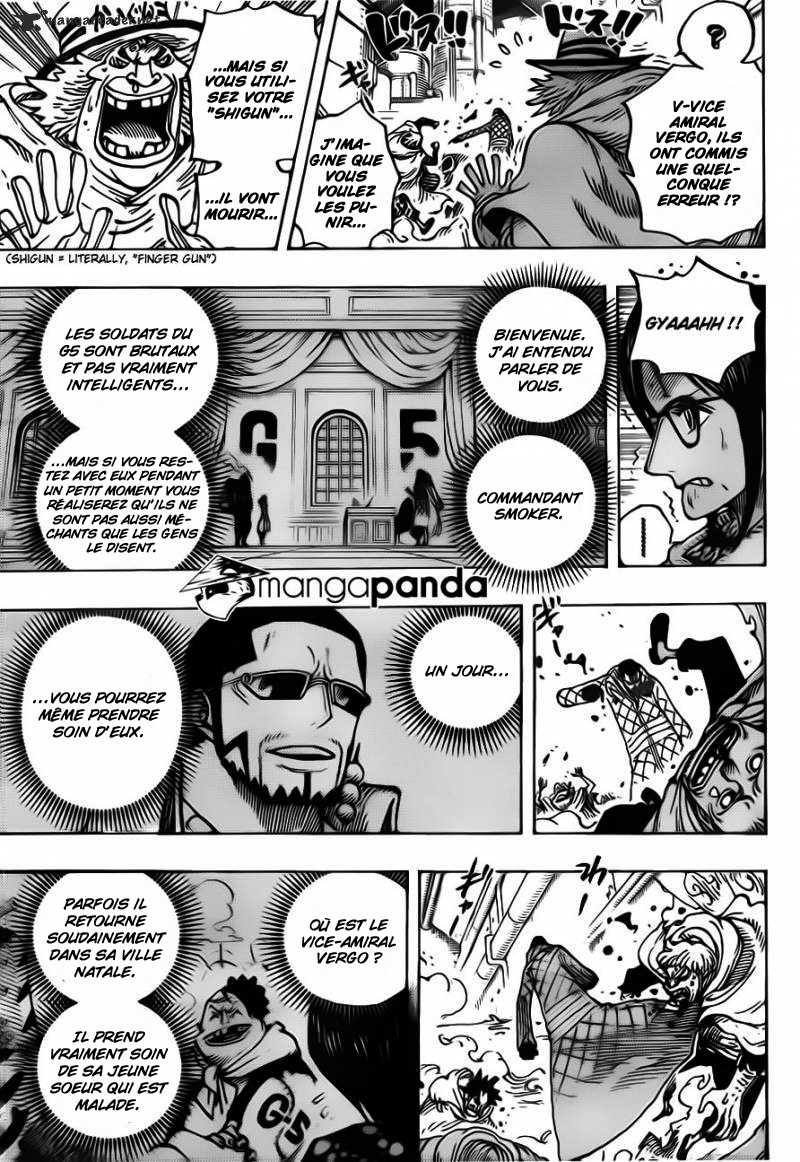 mangareader.net
?
V-VICE
AMIRAL
VERGO, ILS
ONT COMMIS
UNE QUEL-
CONQUE
ERREUR !?
J'IMA-
GINE QUE
VOUS
VOULEZ
LES PU-
NIR...
...MAIS SI
VOUS UTILI-
SEZ VOTRE
"SHIGUN"...
...IL VONT
MOURIR...
(SHIGUN = LITERALLY, "FINGER GUN")
GYAAAHH !!
BIENVENUE.
J'AI ENTENDU
PARLER DE
VOUS.
COMMANDANT
SMOKER.
G 5
LES SOLDATS DU
G5 SONT BRUTAUX
ET PAS VRAIMENT
INTELLIGENTS...
...MAIS SI VOUS RES-
TEZ AVEC EUX PENDANT
UN PETIT MOMENT VOUS
RÉALISEREZ QU'ILS NE
SONT PAS AUSSI MÉ-
CHANTS QUE LES GENS
LE DISENT.
mangapanda
UN JOUR...
...VOUS POURREZ
MÊME PRENDRE
SOIN D'EUX.
OÙ EST LE
VICE-AMIRAL
VERGO ?
PARFOIS IL
RETOURNE
SOUDAINEMENT
DANS SA VILLE
NATALE.
IL PREND
VRAIMENT SOIN
DE SA JEUNE
SOEUR QUI EST
MALADE.
G-5